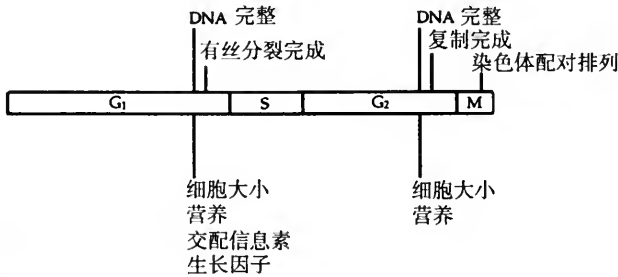 DNA 完整
有丝分裂完成
DNA 完整
复制完成
染色体配对排列
G₁
S
G₂
M
细胞大小
营养
交配信息素
生长因子
细胞大小
营养